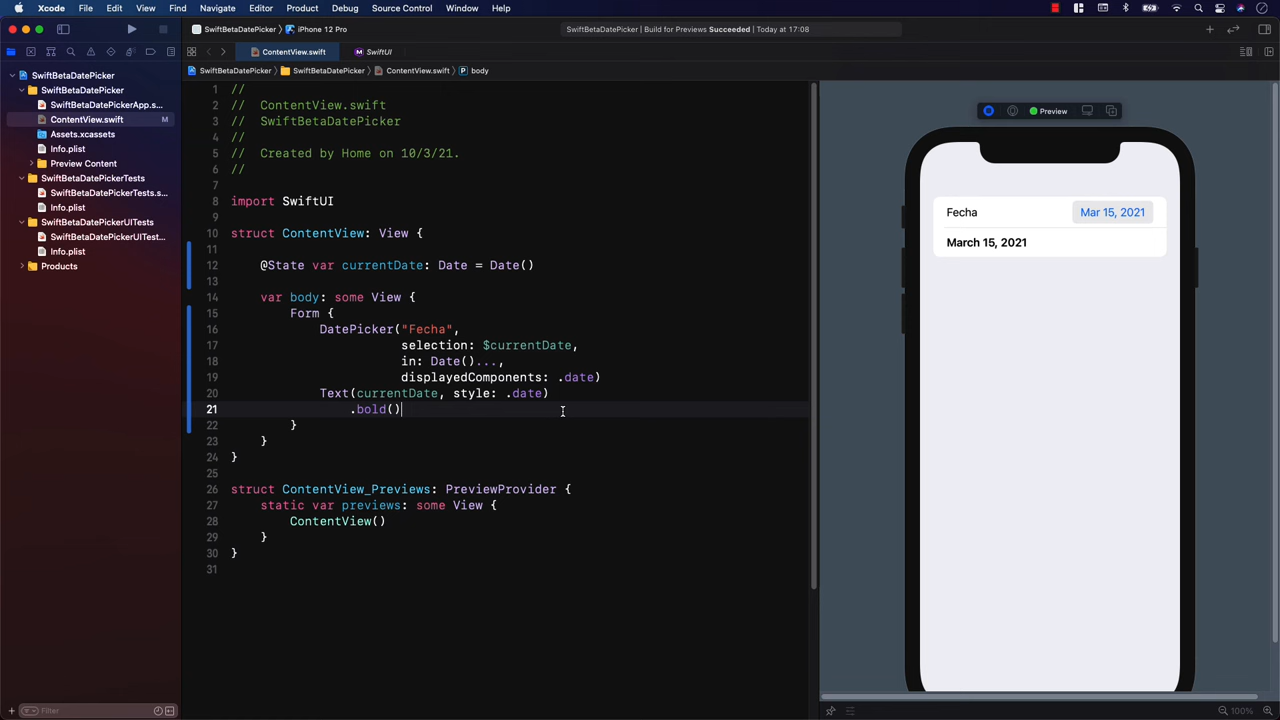 Xcode File Edit View Find Navigate Editor Product Debug Source Control Window Help
SwiftBetaDatePicker iPhone 12 Pro
SwiftBetaDatePicker | Build for Previews Succeeded | Today at 17:08
ContentView.swift SwiftUI
SwiftBetaDatePicker SwiftBetaDatePicker ContentView.swift body
SwiftBetaDatePicker
SwiftBetaDatePicker
SwiftBetaDatePickerApp.s...
ContentView.swift M
Assets.xcassets
Info.plist
Preview Content
SwiftBetaDatePickerTests
SwiftBetaDatePickerTests.s...
Info.plist
SwiftBetaDatePickerUITests
SwiftBetaDatePickerUITest...
Info.plist
Products
Filter
1 //
2 // ContentView.swift
3 // SwiftBetaDatePicker
4 //
5 // Created by Home on 10/3/21.
6 //
7
8 import SwiftUI
9
10 struct ContentView: View {
11
12 @State var currentDate: Date = Date()
13
14 var body: some View {
15 Form {
16 DatePicker("Fecha",
17 selection: $currentDate,
18 in: Date()...,
19 displayedComponents: .date)
20 Text(currentDate, style: .date)
21 .bold()
22 }
23 }
24 }
25
26 struct ContentView_Previews: PreviewProvider {
27 static var previews: some View {
28 ContentView()
29 }
30 }
31
Preview
Fecha Mar 15, 2021
March 15, 2021
100%